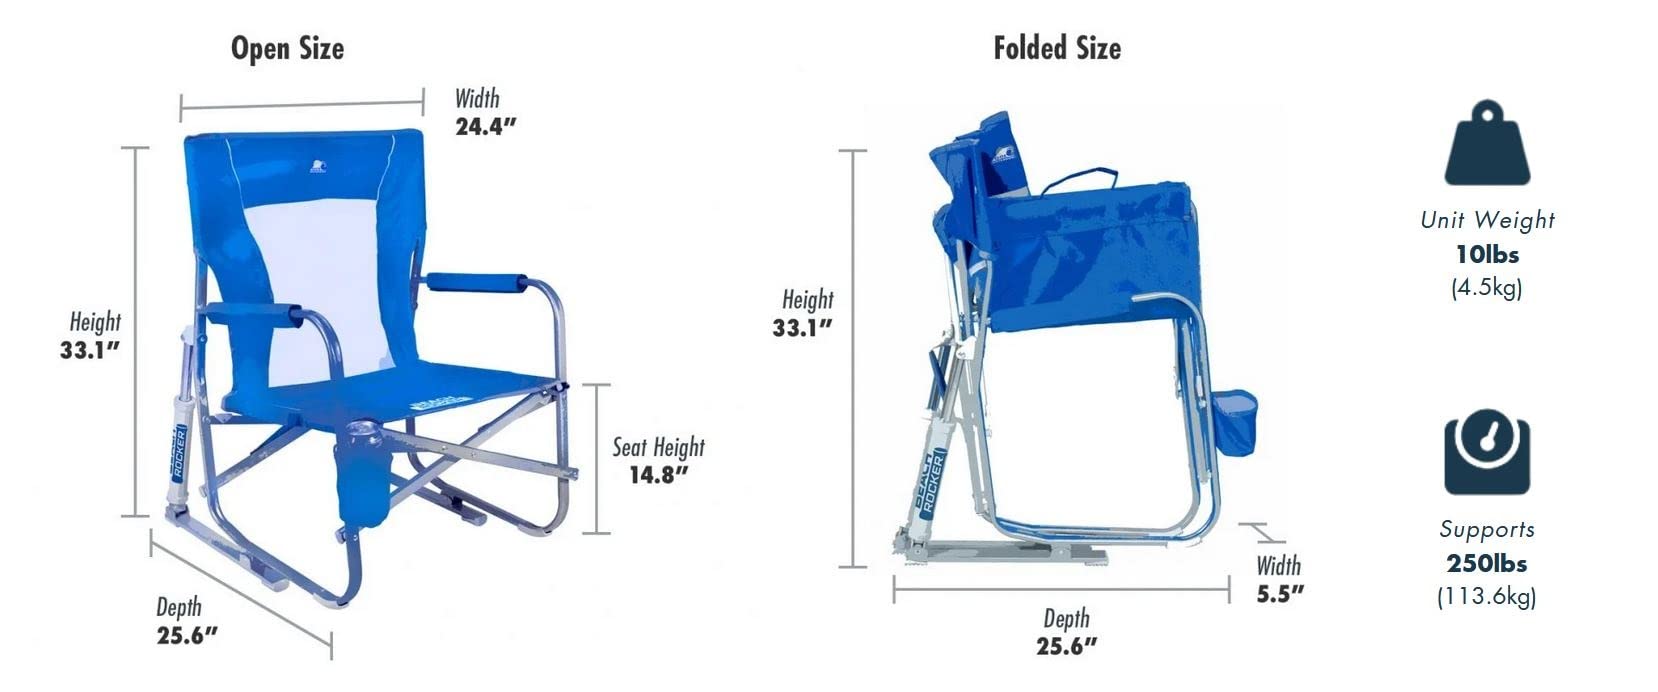 Open Size
Width
24.4”
Height
33.1”
Seat Height
14.8”
Depth
25.6”
ROCKER
Folded Size
Height
33.1”
BEACH
ROCKER
Width
5.5”
Depth
25.6”
Unit Weight
10lbs
(4.5kg)
Supports
250lbs
(113.6kg)